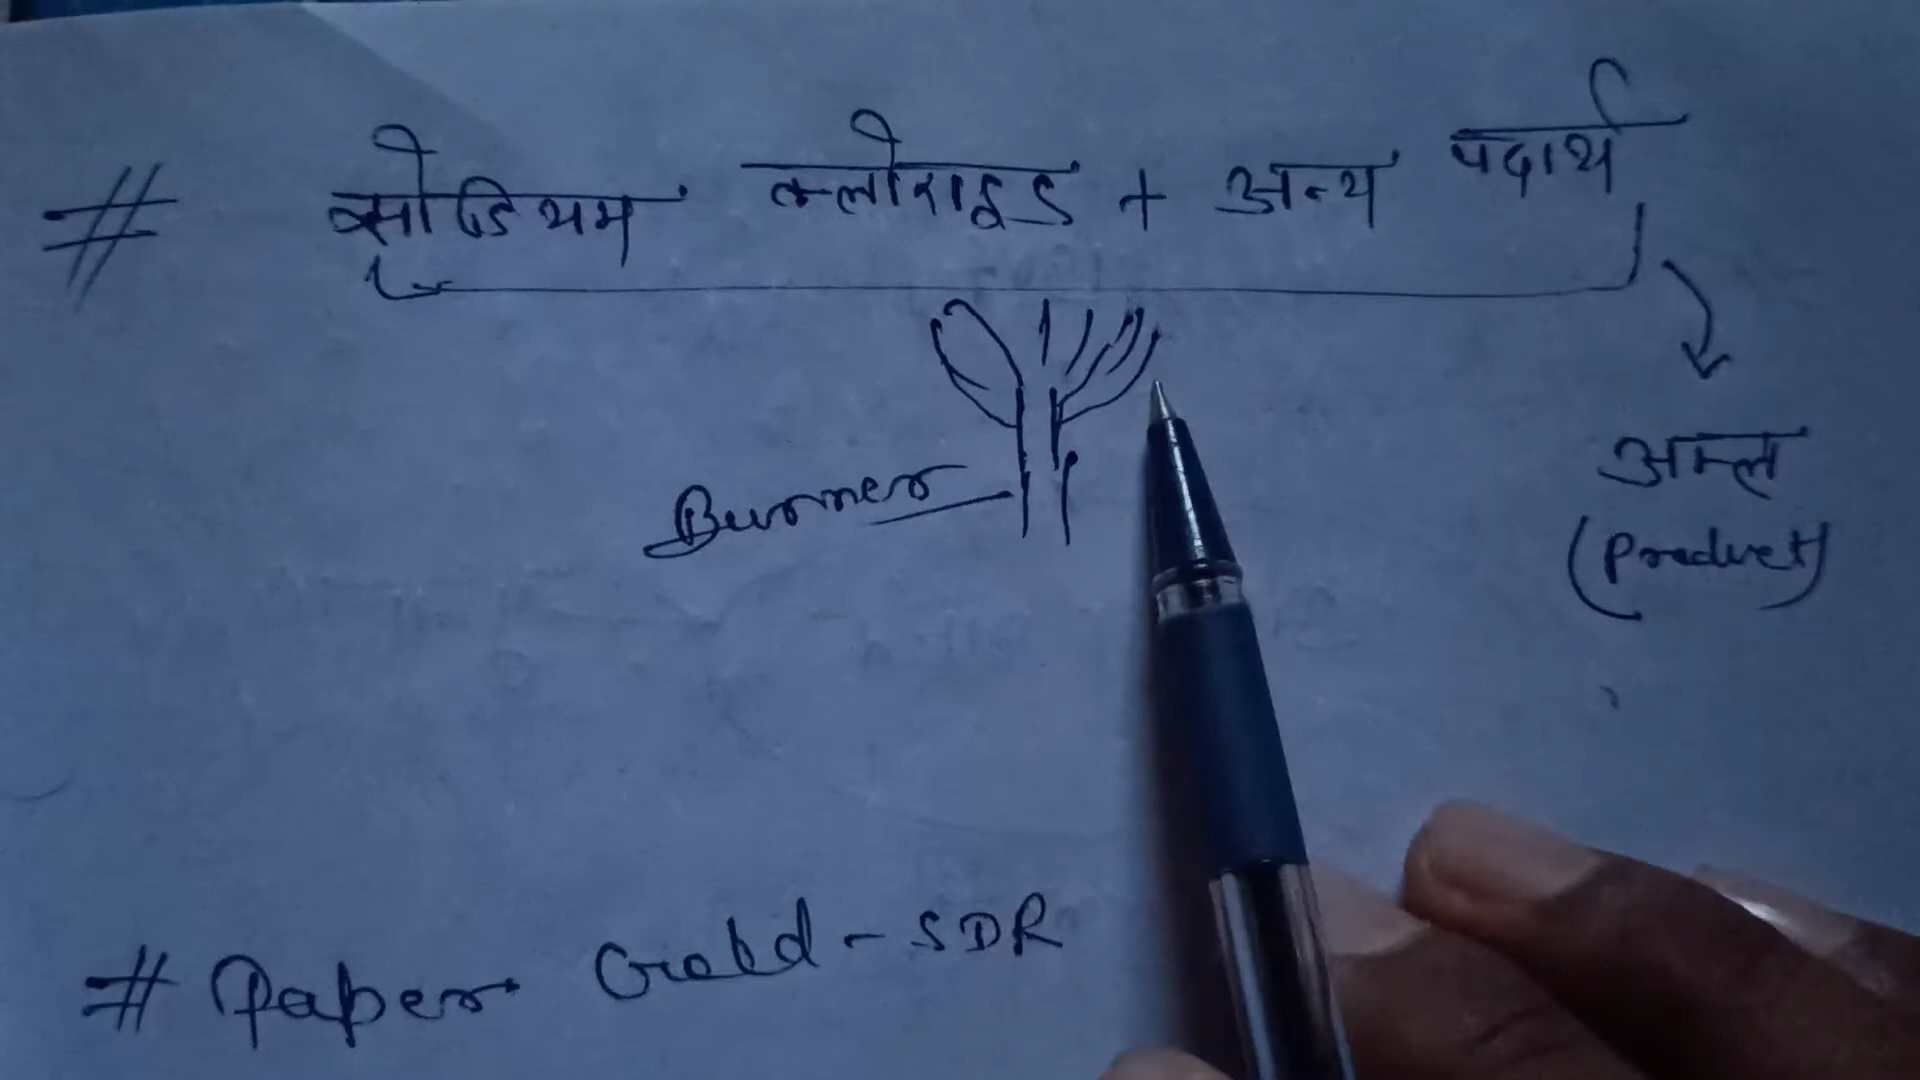 # सोडियम क्लोराइड + अन्य पदार्थ
अम्ल
Burner
(Product)
# Paper Gold - SDR